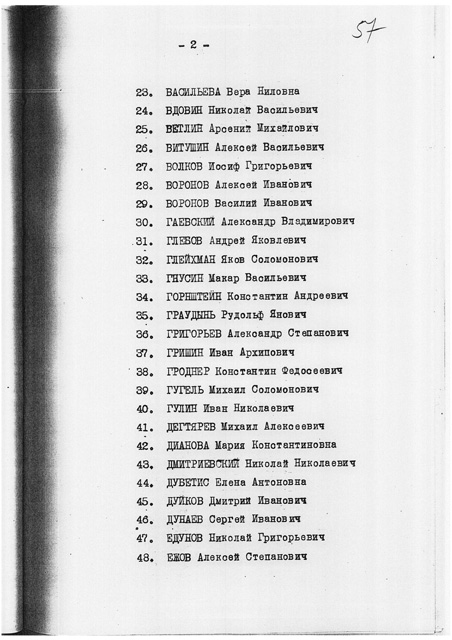 57
- 2 -
23. ВАСИЛЬЕВА Вера Ниловна
24. ВДОВИН Николай Васильевич
25. ВЕТЛИН Арсений Михайлович
26. ВИТУШИН Алексей Васильевич
27. ВОЛКОВ Иосиф Григорьевич
28. ВОРОНОВ Алексей Иванович
29. ВОРОНОВ Василий Иванович
30. ГАЕВСКИЙ Александр Владимирович
31. ГЛЕБОВ Андрей Яковлевич
32. ГЛЕЙХМАН Яков Соломонович
33. ГНУСИН Макар Васильевич
34. ГОРНШТЕЙН Константин Андреевич
35. ГРАУДЫНЬ Рудольф Янович
36. ГРИГОРЬЕВ Александр Степанович
37. ГРИШИН Иван Архипович
38. ГРОДНЕР Константин Федосеевич
39. ГУГЕЛЬ Михаил Соломонович
40. ГУЛИН Иван Николаевич
41. ДЕГТЯРЕВ Михаил Алексеевич
42. ДИАНОВА Мария Константиновна
43. ДМИТРИЕВСКИЙ Николай Николаевич
44. ДУБЕТИС Елена Антоновна
45. ДУЙКОВ Дмитрий Иванович
46. ДУНАЕВ Сергей Иванович
47. ЕДУНОВ Николай Григорьевич
48. ЕЖОВ Алексей Степанович